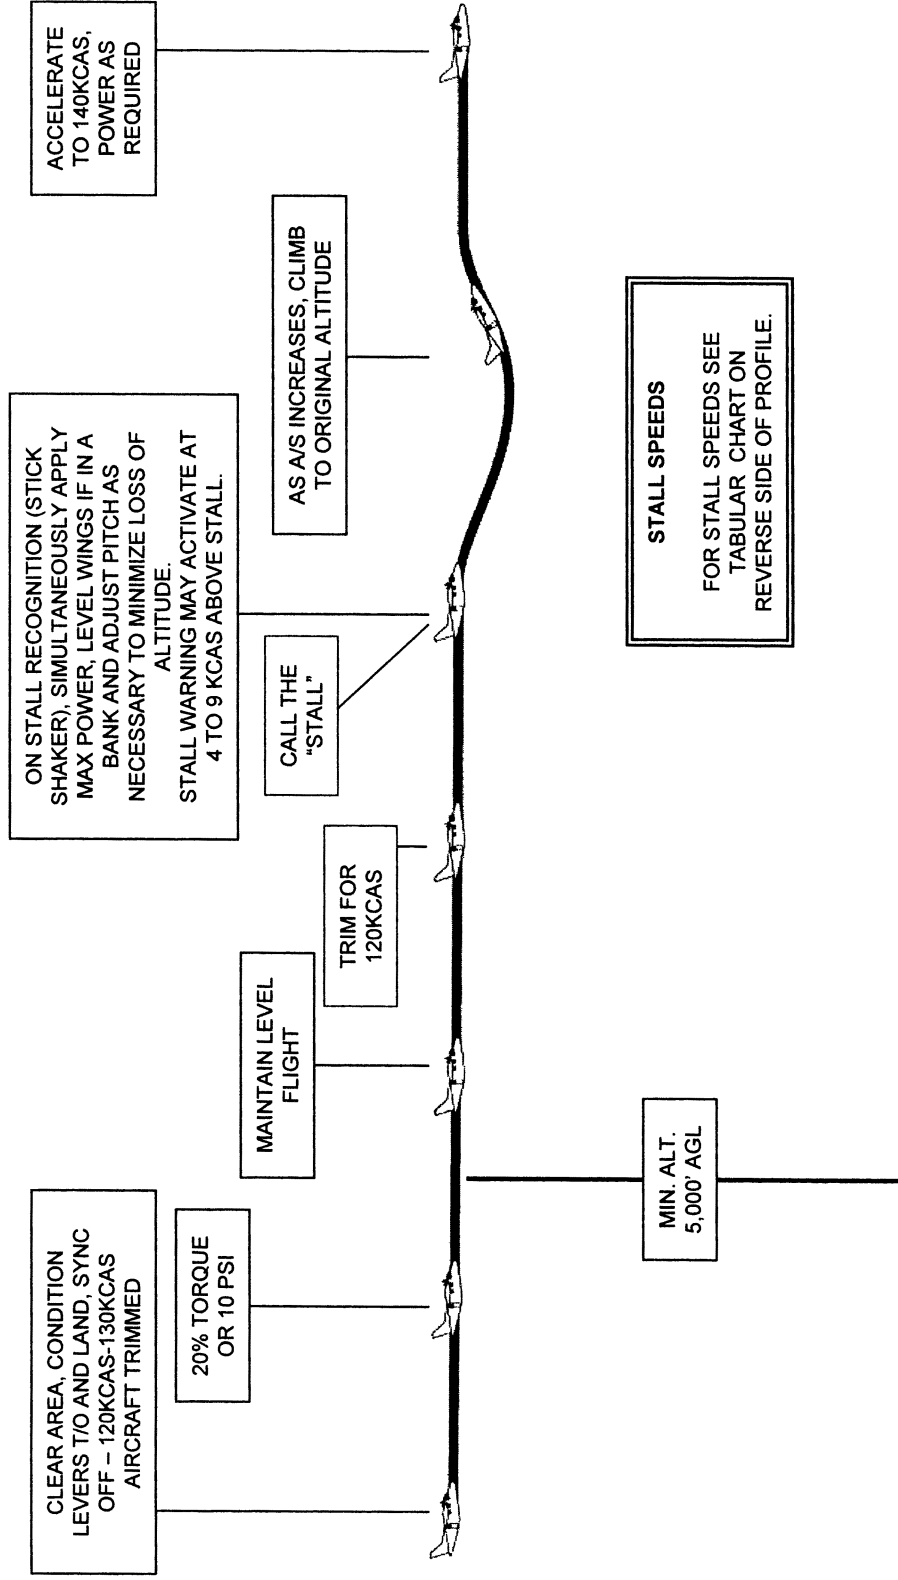 CLEAR AREA, CONDITION
LEVERS T/O AND LAND, SYNC
OFF – 120KCAS-130KCAS
AIRCRAFT TRIMMED
20% TORQUE
OR 10 PSI
MAINTAIN LEVEL
FLIGHT
TRIM FOR
120KCAS
CALL THE
“STALL”
ON STALL RECOGNITION (STICK
SHAKER), SIMULTANEOUSLY APPLY
MAX POWER, LEVEL WINGS IF IN A
BANK AND ADJUST PITCH AS
NECESSARY TO MINIMIZE LOSS OF
ALTITUDE.
STALL WARNING MAY ACTIVATE AT
4 TO 9 KCAS ABOVE STALL.
AS A/S INCREASES, CLIMB
TO ORIGINAL ALTITUDE
ACCELERATE
TO 140KCAS,
POWER AS
REQUIRED
MIN. ALT.
5,000' AGL
STALL SPEEDS
FOR STALL SPEEDS SEE
TABULAR CHART ON
REVERSE SIDE OF PROFILE.